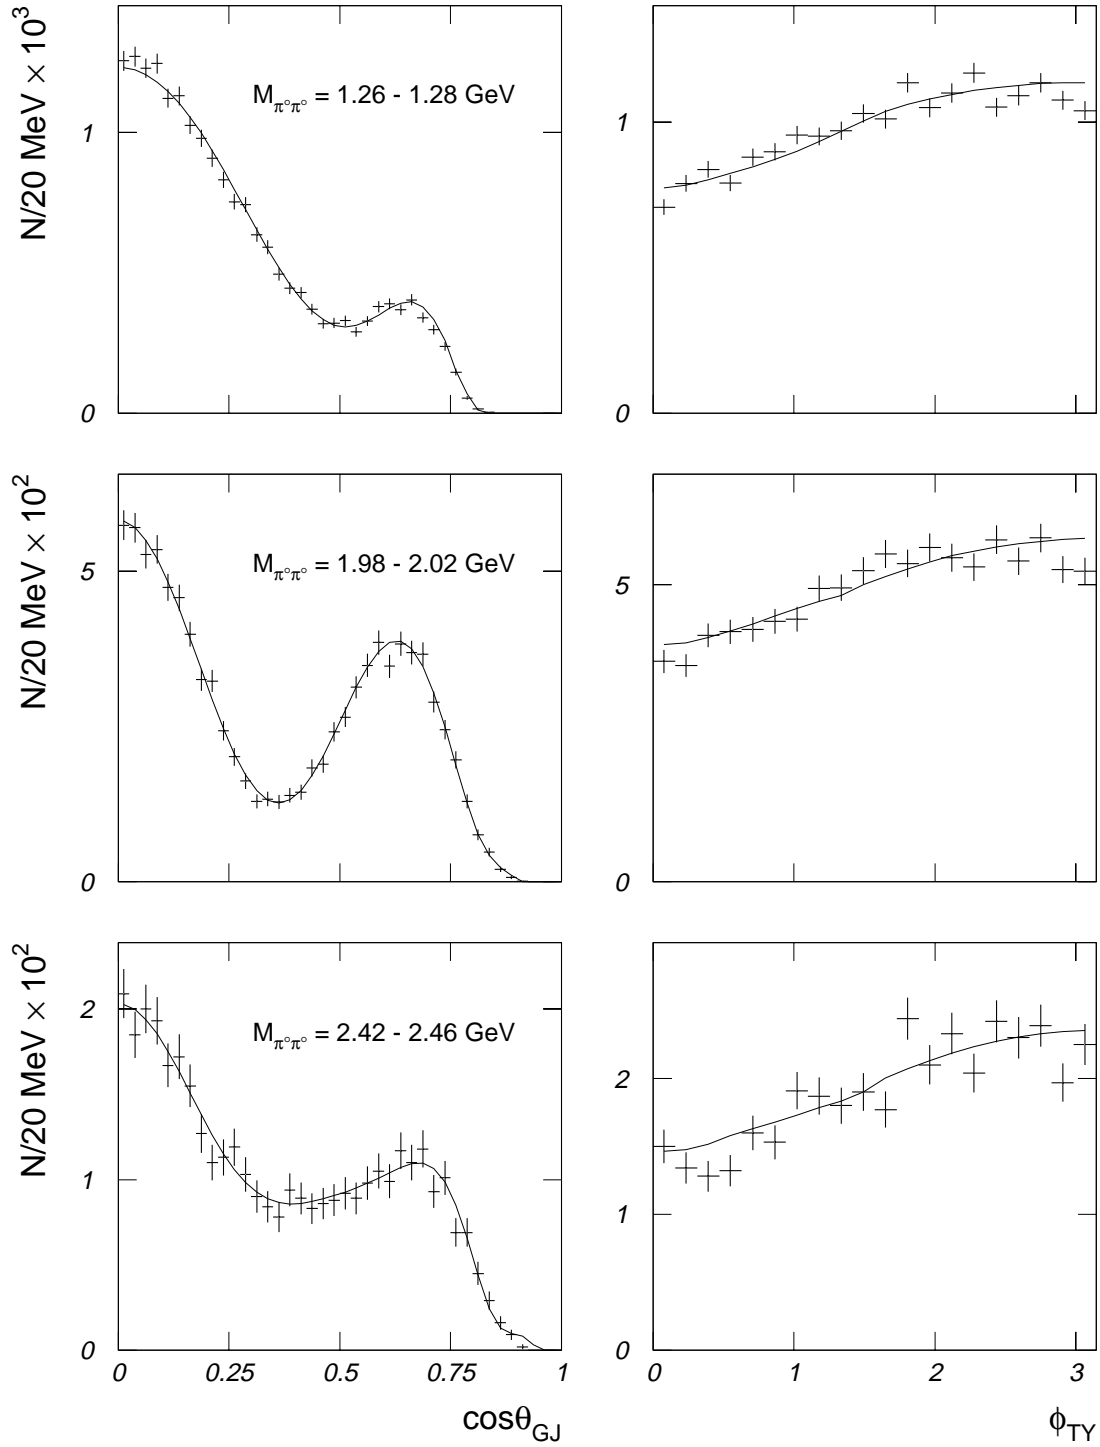 N/20 MeV × 10³
1
0
M_π°π° = 1.26 - 1.28 GeV
1
0
N/20 MeV × 10²
5
0
M_π°π° = 1.98 - 2.02 GeV
5
0
N/20 MeV × 10²
2
1
0
M_π°π° = 2.42 - 2.46 GeV
2
1
0
0 0.25 0.5 0.75 1
0 1 2 3
cosθ_GJ
ϕ_TY